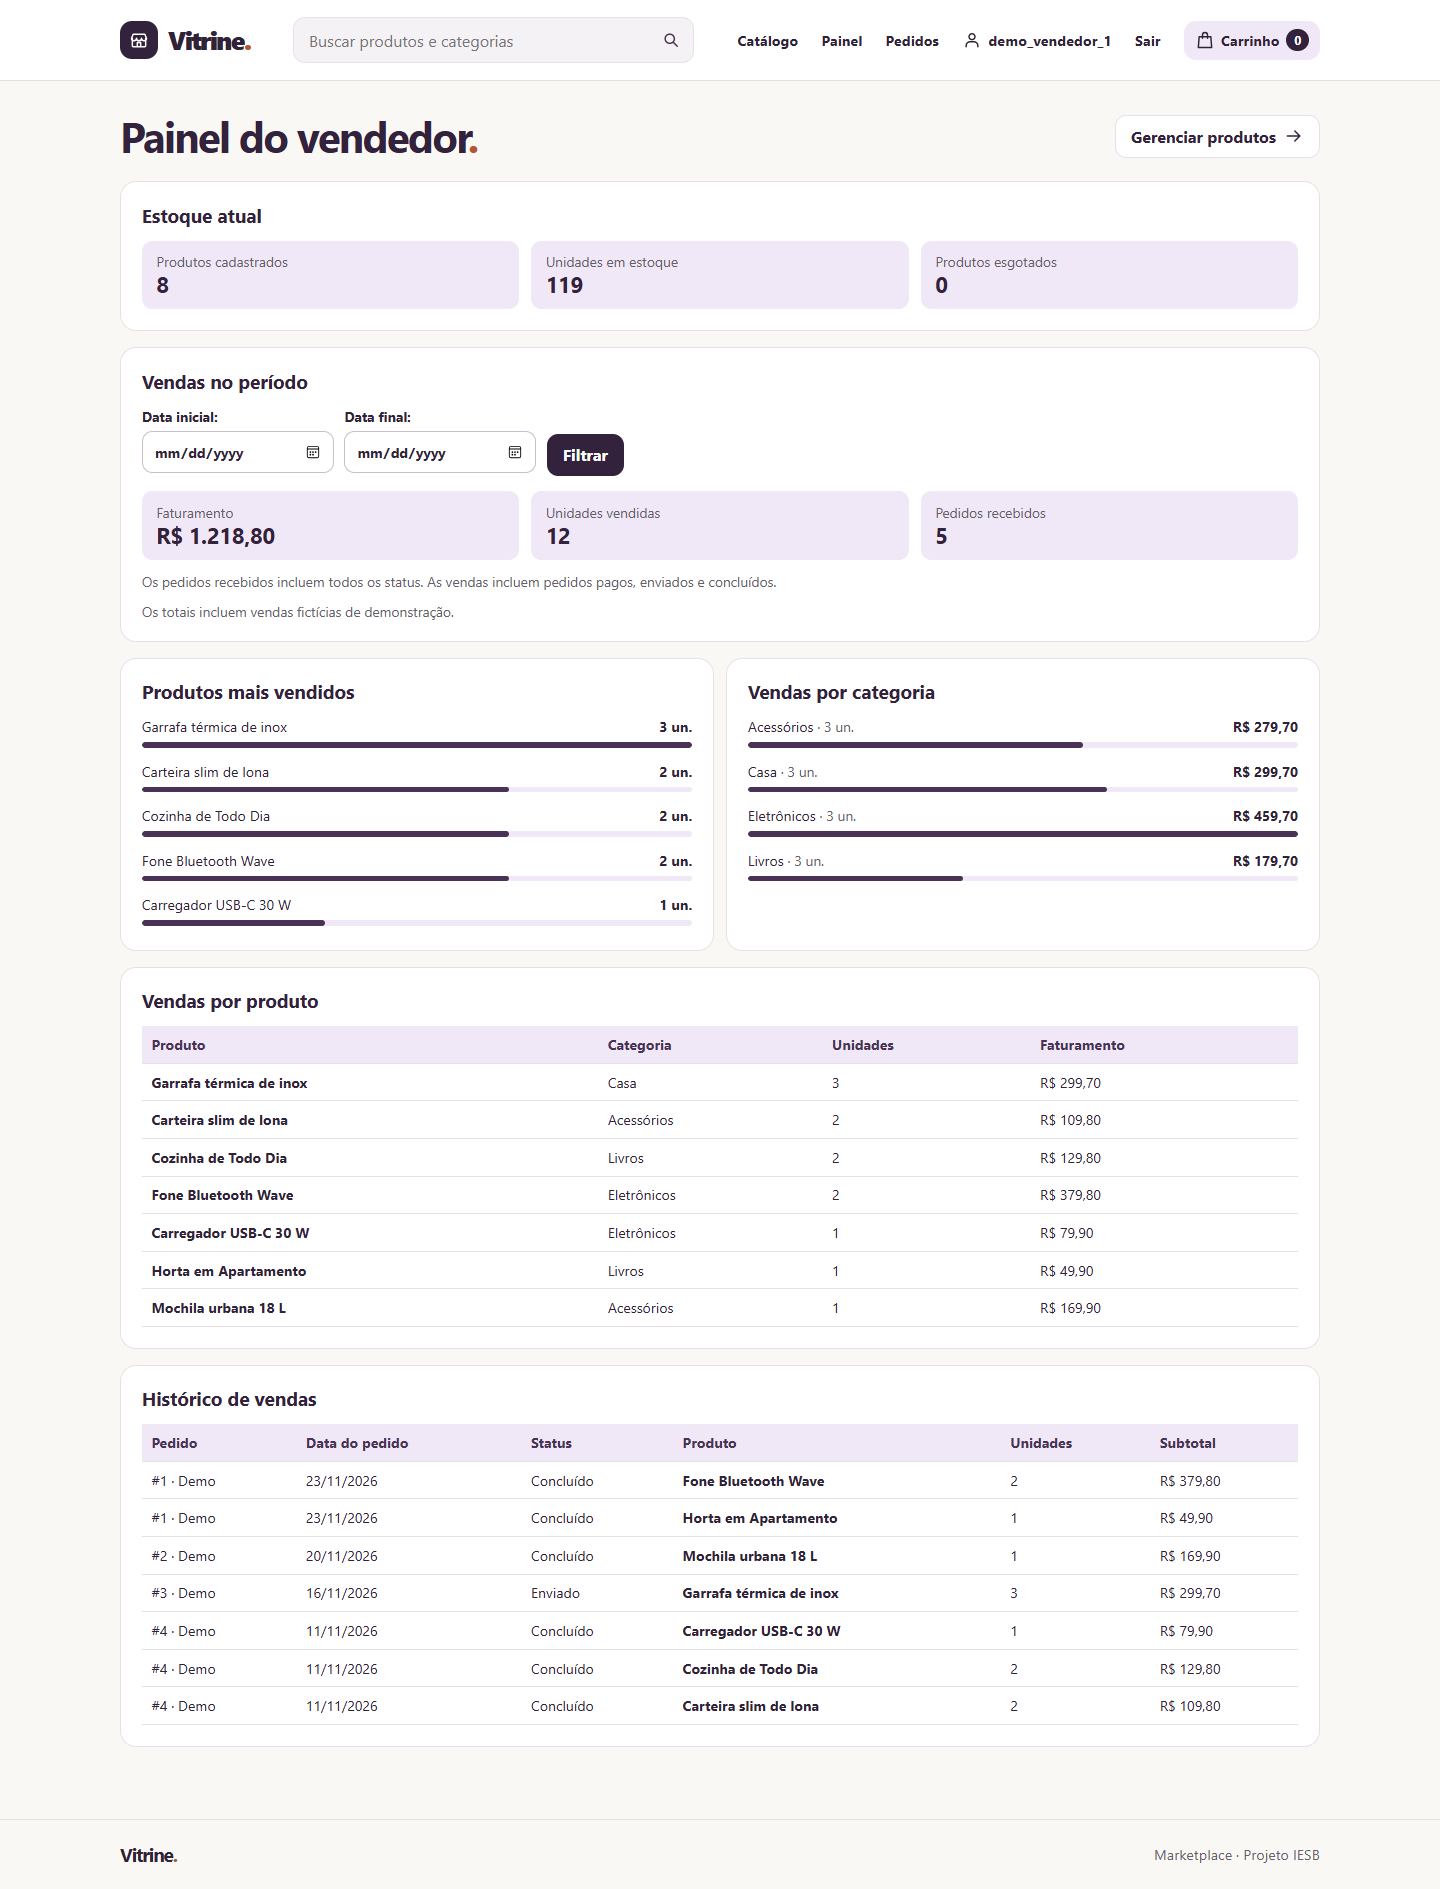 Vitrine.
Buscar produtos e categorias
Catálogo Painel Pedidos demo_vendedor_1 Sair Carrinho 0
Painel do vendedor.
Gerenciar produtos →
Estoque atual
Produtos cadastrados Unidades em estoque Produtos esgotados
8 119 0
Vendas no período
Data inicial: Data final:
mm/dd/yyyy mm/dd/yyyy Filtrar
Faturamento Unidades vendidas Pedidos recebidos
R$ 1.218,80 12 5
Os pedidos recebidos incluem todos os status. As vendas incluem pedidos pagos, enviados e concluídos.
Os totais incluem vendas fictícias de demonstração.
Produtos mais vendidos
Garrafa térmica de inox 3 un.
Carteira slim de lona 2 un.
Cozinha de Todo Dia 2 un.
Fone Bluetooth Wave 2 un.
Carregador USB-C 30 W 1 un.
Vendas por categoria
Acessórios · 3 un. R$ 279,70
Casa · 3 un. R$ 299,70
Eletrônicos · 3 un. R$ 459,70
Livros · 3 un. R$ 179,70
Vendas por produto
Produto Categoria Unidades Faturamento
Garrafa térmica de inox Casa 3 R$ 299,70
Carteira slim de lona Acessórios 2 R$ 109,80
Cozinha de Todo Dia Livros 2 R$ 129,80
Fone Bluetooth Wave Eletrônicos 2 R$ 379,80
Carregador USB-C 30 W Eletrônicos 1 R$ 79,90
Horta em Apartamento Livros 1 R$ 49,90
Mochila urbana 18 L Acessórios 1 R$ 169,90
Histórico de vendas
Pedido Data do pedido Status Produto Unidades Subtotal
#1 · Demo 23/11/2026 Concluído Fone Bluetooth Wave 2 R$ 379,80
#1 · Demo 23/11/2026 Concluído Horta em Apartamento 1 R$ 49,90
#2 · Demo 20/11/2026 Concluído Mochila urbana 18 L 1 R$ 169,90
#3 · Demo 16/11/2026 Enviado Garrafa térmica de inox 3 R$ 299,70
#4 · Demo 11/11/2026 Concluído Carregador USB-C 30 W 1 R$ 79,90
#4 · Demo 11/11/2026 Concluído Cozinha de Todo Dia 2 R$ 129,80
#4 · Demo 11/11/2026 Concluído Carteira slim de lona 2 R$ 109,80
Vitrine.
Marketplace · Projeto IESB